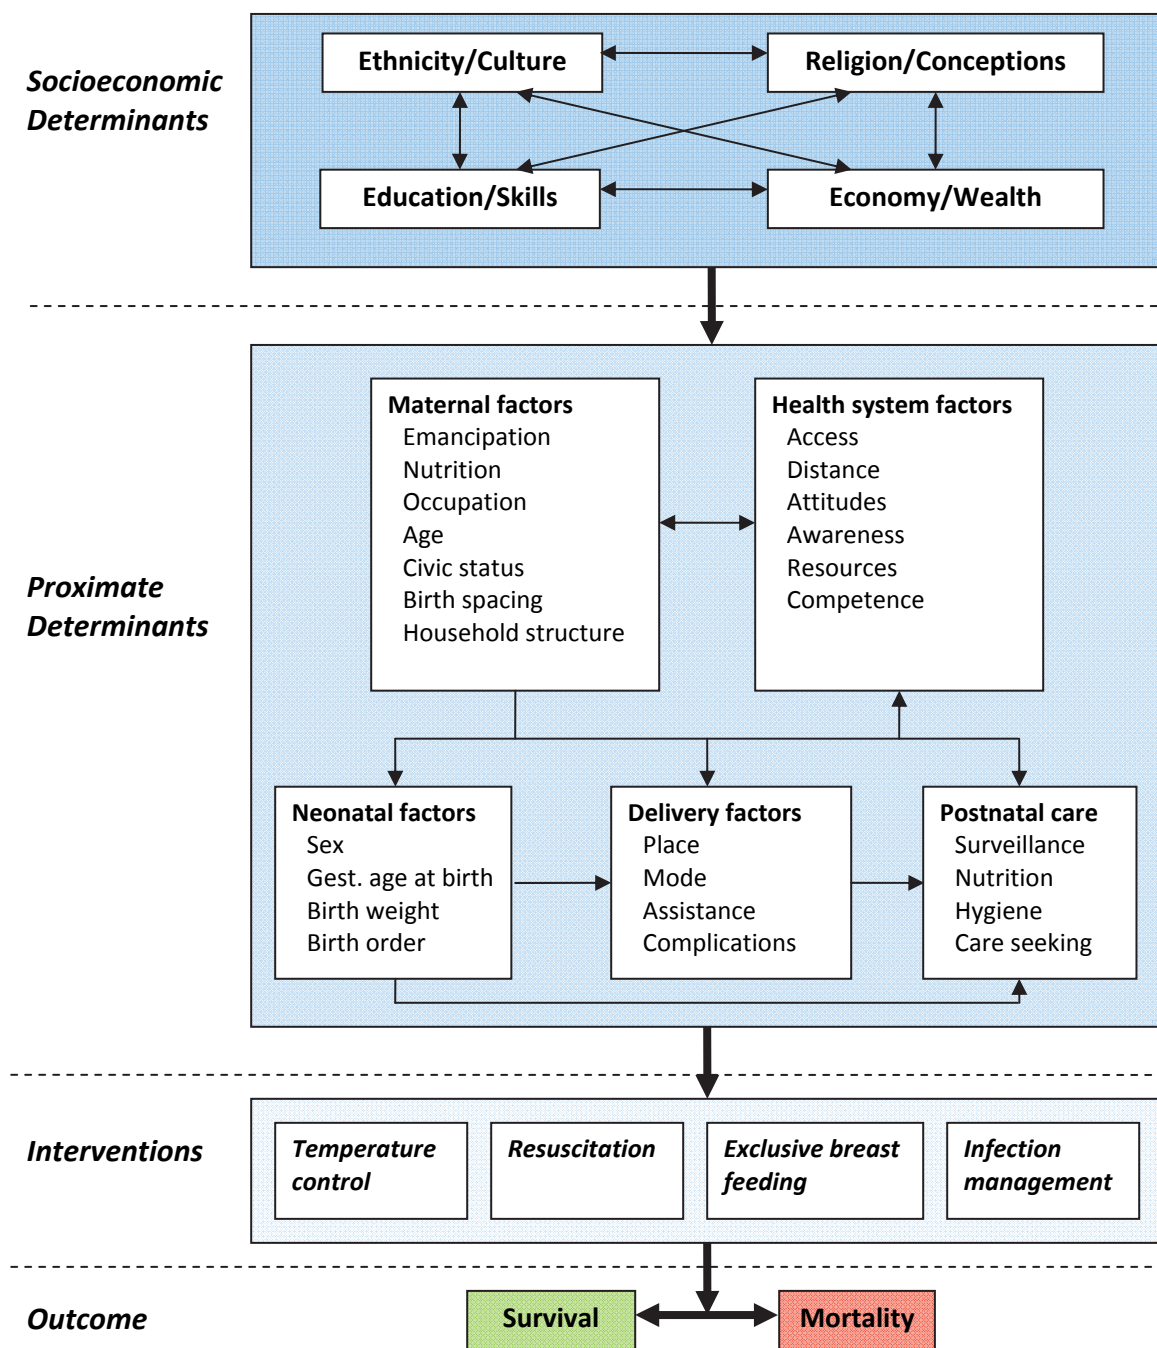 Socioeconomic
Determinants
Ethnicity/Culture
Religion/Conceptions
Education/Skills
Economy/Wealth
Proximate
Determinants
Maternal factors
Emancipation
Nutrition
Occupation
Age
Civic status
Birth spacing
Household structure
Health system factors
Access
Distance
Attitudes
Awareness
Resources
Competence
Neonatal factors
Sex
Gest. age at birth
Birth weight
Birth order
Delivery factors
Place
Mode
Assistance
Complications
Postnatal care
Surveillance
Nutrition
Hygiene
Care seeking
Interventions
Temperature
control
Resuscitation
Exclusive breast
feeding
Infection
management
Outcome
Survival
Mortality